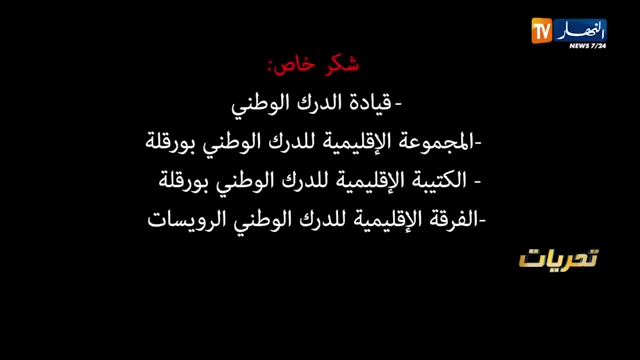 النهار TV
NEWS 7/24
شكر خاص:
- قيادة الدرك الوطني
-المجموعة الإقليمية للدرك الوطني بورقلة
- الكتيبة الإقليمية للدرك الوطني بورقلة
-الفرقة الإقليمية للدرك الوطني الرويسات
تحريات